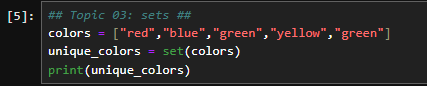 [5]: ## Topic 03: sets ##
colors = ["red","blue","green","yellow","green"]
unique_colors = set(colors)
print(unique_colors)